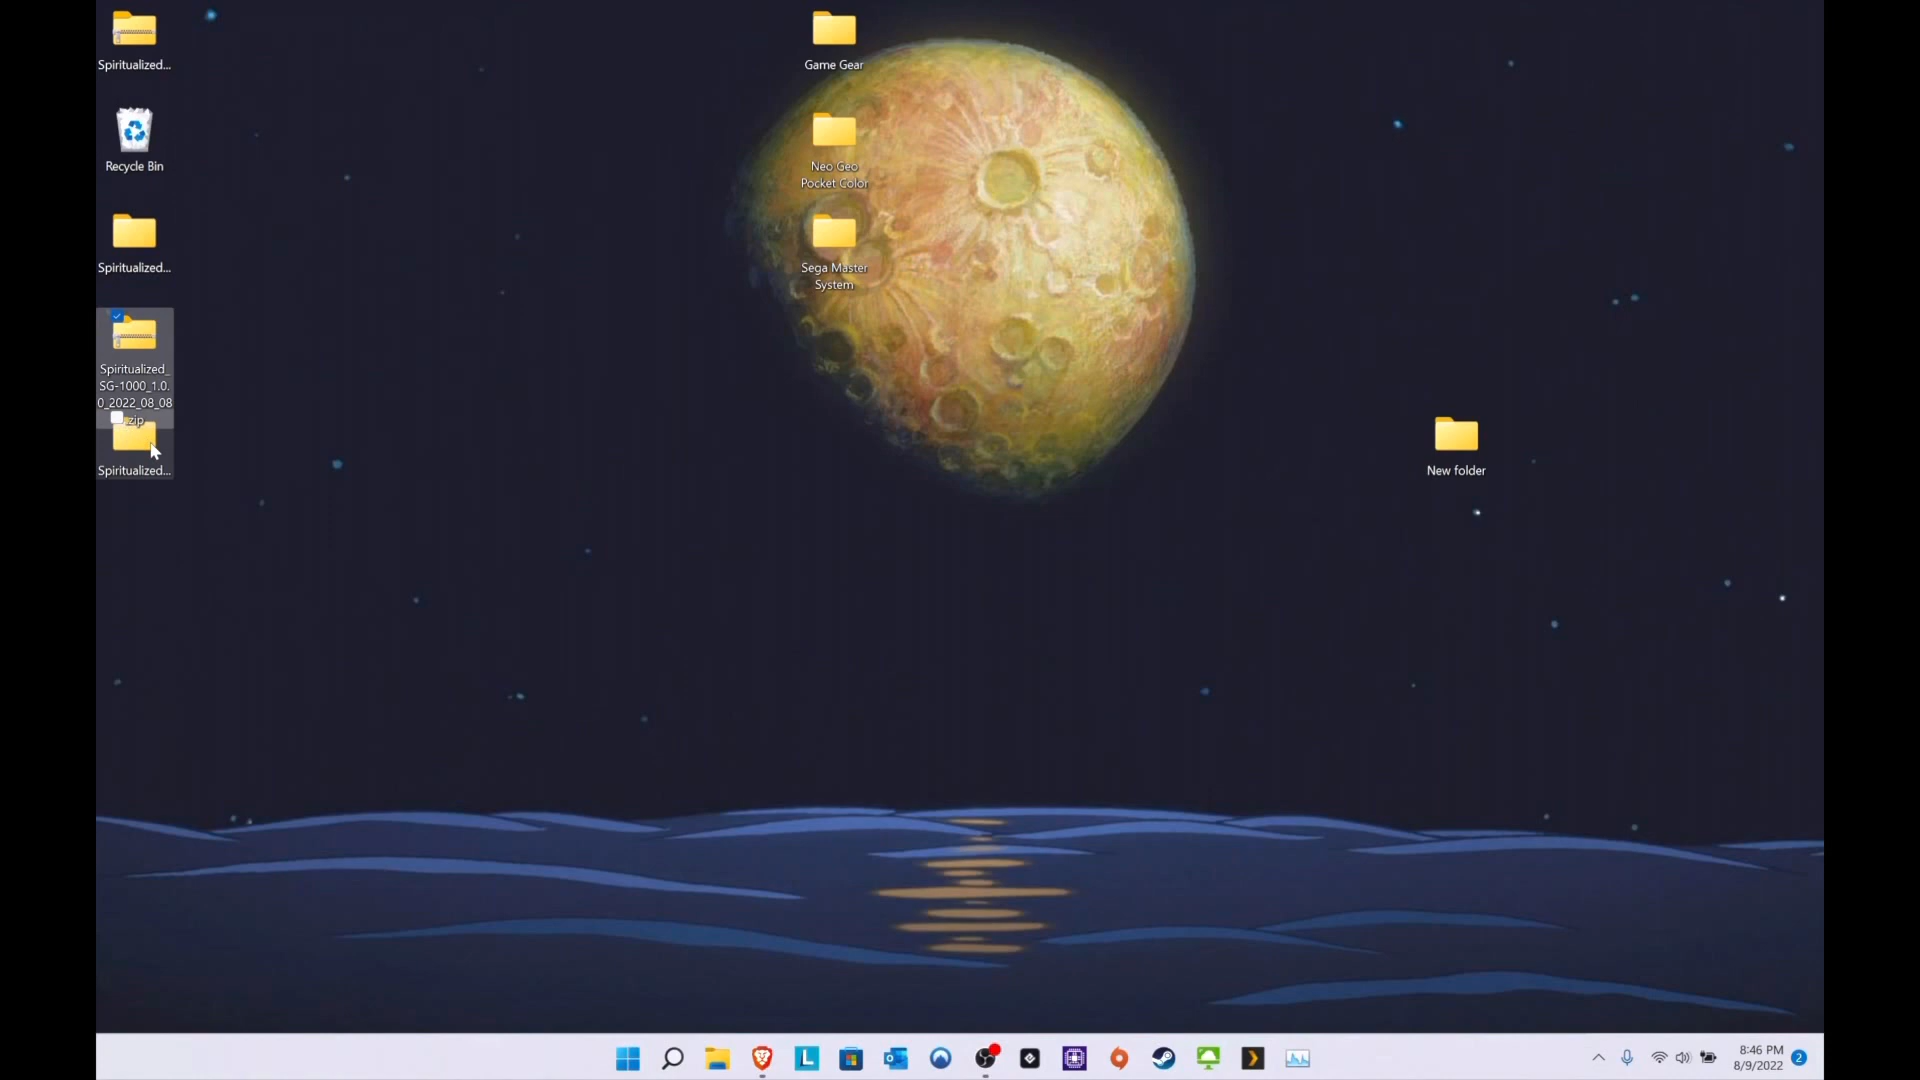 Spiritualized...
Recycle Bin
Spiritualized...
Spiritualized_
SG-1000_1.0.
0_2022_08_08
.zip
Spiritualized...
Game Gear
Neo Geo
Pocket Color
Sega Master
System
New folder
8:46 PM
8/9/2022
2